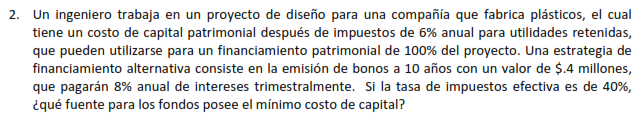 2. Un ingeniero trabaja en un proyecto de diseño para una compañía que fabrica plásticos, el cual
tiene un costo de capital patrimonial después de impuestos de 6% anual para utilidades retenidas,
que pueden utilizarse para un financiamiento patrimonial de 100% del proyecto. Una estrategia de
financiamiento alternativa consiste en la emisión de bonos a 10 años con un valor de $.4 millones,
que pagarán 8% anual de intereses trimestralmente. Si la tasa de impuestos efectiva es de 40%,
¿qué fuente para los fondos posee el mínimo costo de capital?